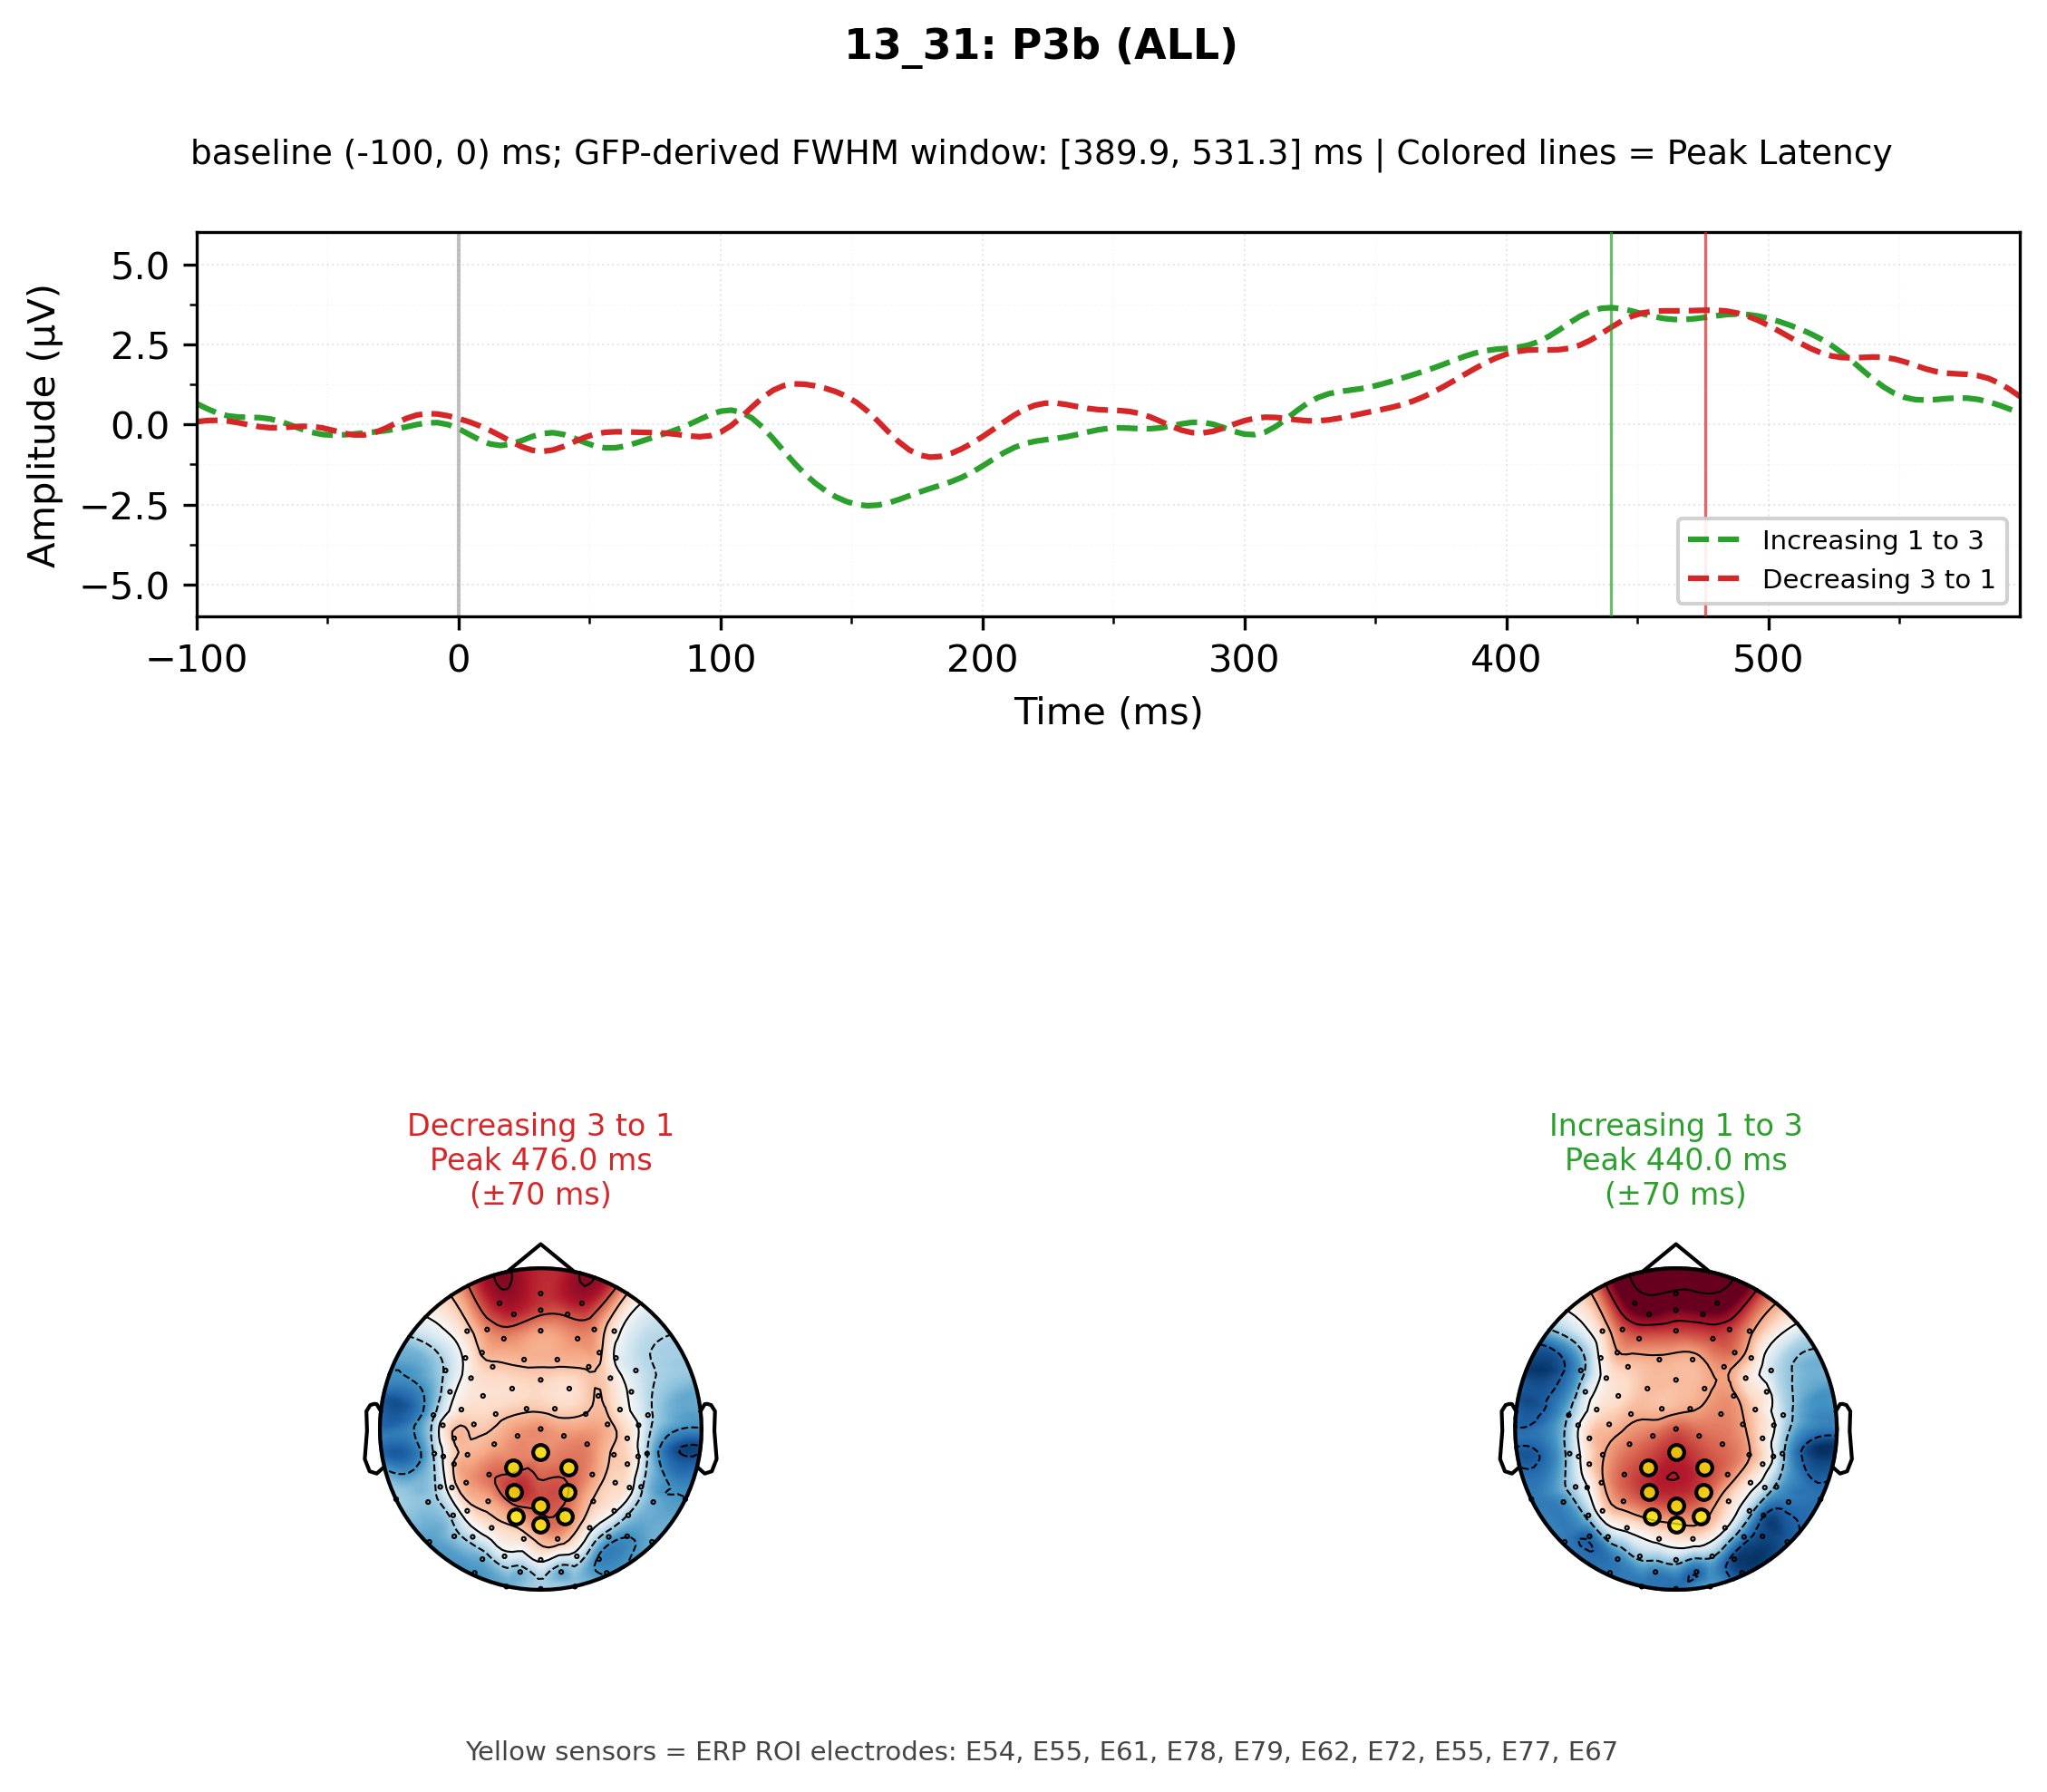 13_31: P3b (ALL)
baseline (-100, 0) ms; GFP-derived FWHM window: [389.9, 531.3] ms | Colored lines = Peak Latency
Amplitude (µV)
5.0
2.5
0.0
−2.5
−5.0
Increasing 1 to 3
Decreasing 3 to 1
−100 0 100 200 300 400 500
Time (ms)
Decreasing 3 to 1
Peak 476.0 ms
(±70 ms)
Increasing 1 to 3
Peak 440.0 ms
(±70 ms)
Yellow sensors = ERP ROI electrodes: E54, E55, E61, E78, E79, E62, E72, E55, E77, E67